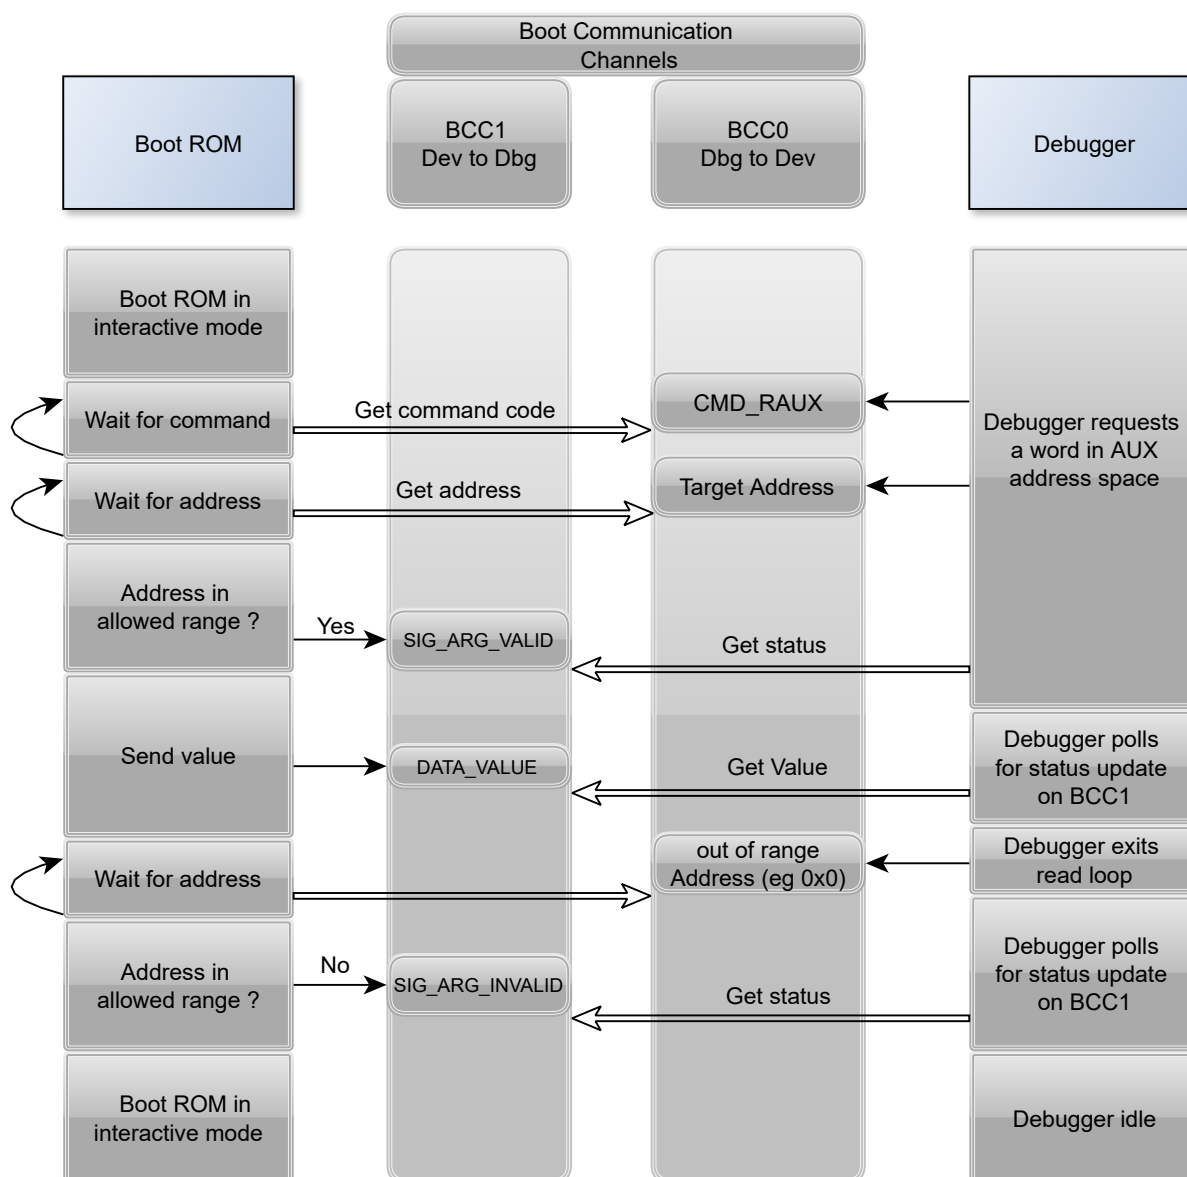 Boot Communication
Channels
Boot ROM
BCC1
Dev to Dbg
BCC0
Dbg to Dev
Debugger
Boot ROM in
interactive mode
Wait for command
Get command code
CMD_RAUX
Debugger requests
a word in AUX
address space
Wait for address
Get address
Target Address
Address in
allowed range ?
Yes
SIG_ARG_VALID
Get status
Send value
DATA_VALUE
Get Value
Debugger polls
for status update
on BCC1
Wait for address
out of range
Address (eg 0x0)
Debugger exits
read loop
Address in
allowed range ?
No
SIG_ARG_INVALID
Get status
Debugger polls
for status update
on BCC1
Boot ROM in
interactive mode
Debugger idle